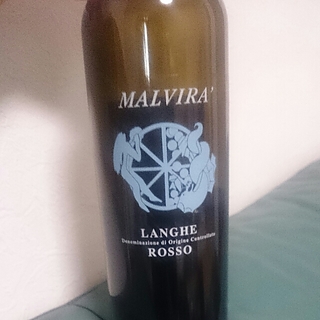 MALVIRA'
LANGHE
Denominazione di Origine Controllata
ROSSO